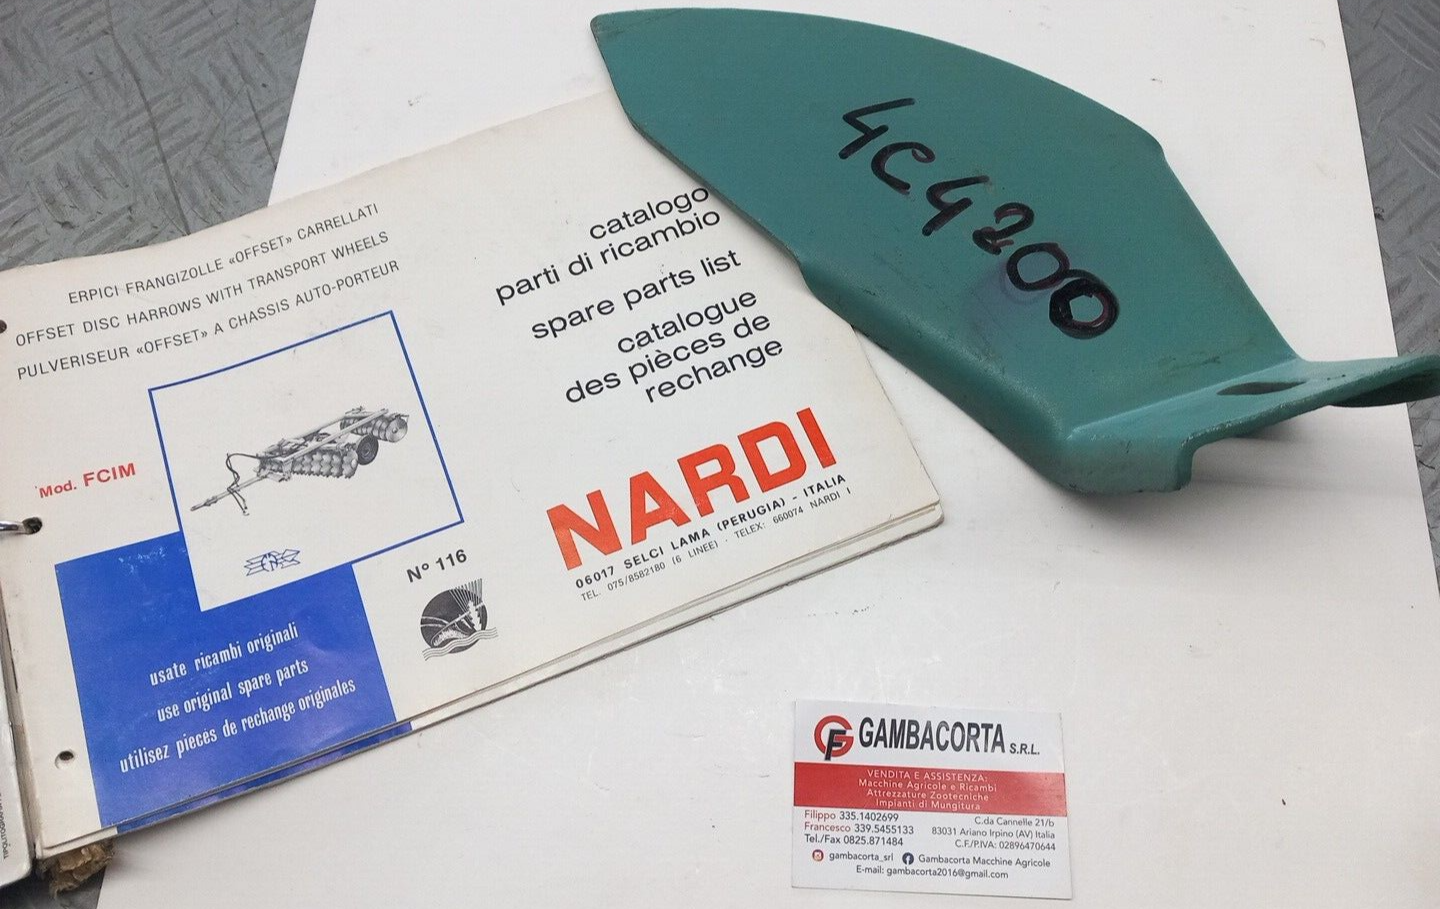 ERPICI FRANGIZOLLE «OFFSET» CARRELLATI
OFFSET DISC HARROWS WITH TRANSPORT WHEELS
PULVERISEUR «OFFSET» A CHASSIS AUTO-PORTEUR
Mod. FCIM
Nº 116
usate ricambi originali
use original spare parts
utilisez pieces de rechange originales
catalogo
parti di ricambio
spare parts list
catalogue
des pièces de
rechange
NARDI
06017 SELCI LAMA (PERUGIA) - ITALIA
TEL. 075/8582180 (6 LINEE) - TELEX: 660074 NARDI I
4C4200
GAMBACORTA S.R.L.
VENDITA E ASSISTENZA:
Macchine Agricole e Ricambi
Attrezzature Zootecniche
Impianti di Mungitura
Filippo 335.1402699
Francesco 339.5455133
Tel./Fax 0825.871484
C.da Cannelle 21/b
83031 Ariano Irpino (AV) Italia
C.F./P.IVA: 02896470644
gambacorta_srl Gambacorta Macchine Agricole
E-mail: gambacorta2016@gmail.com